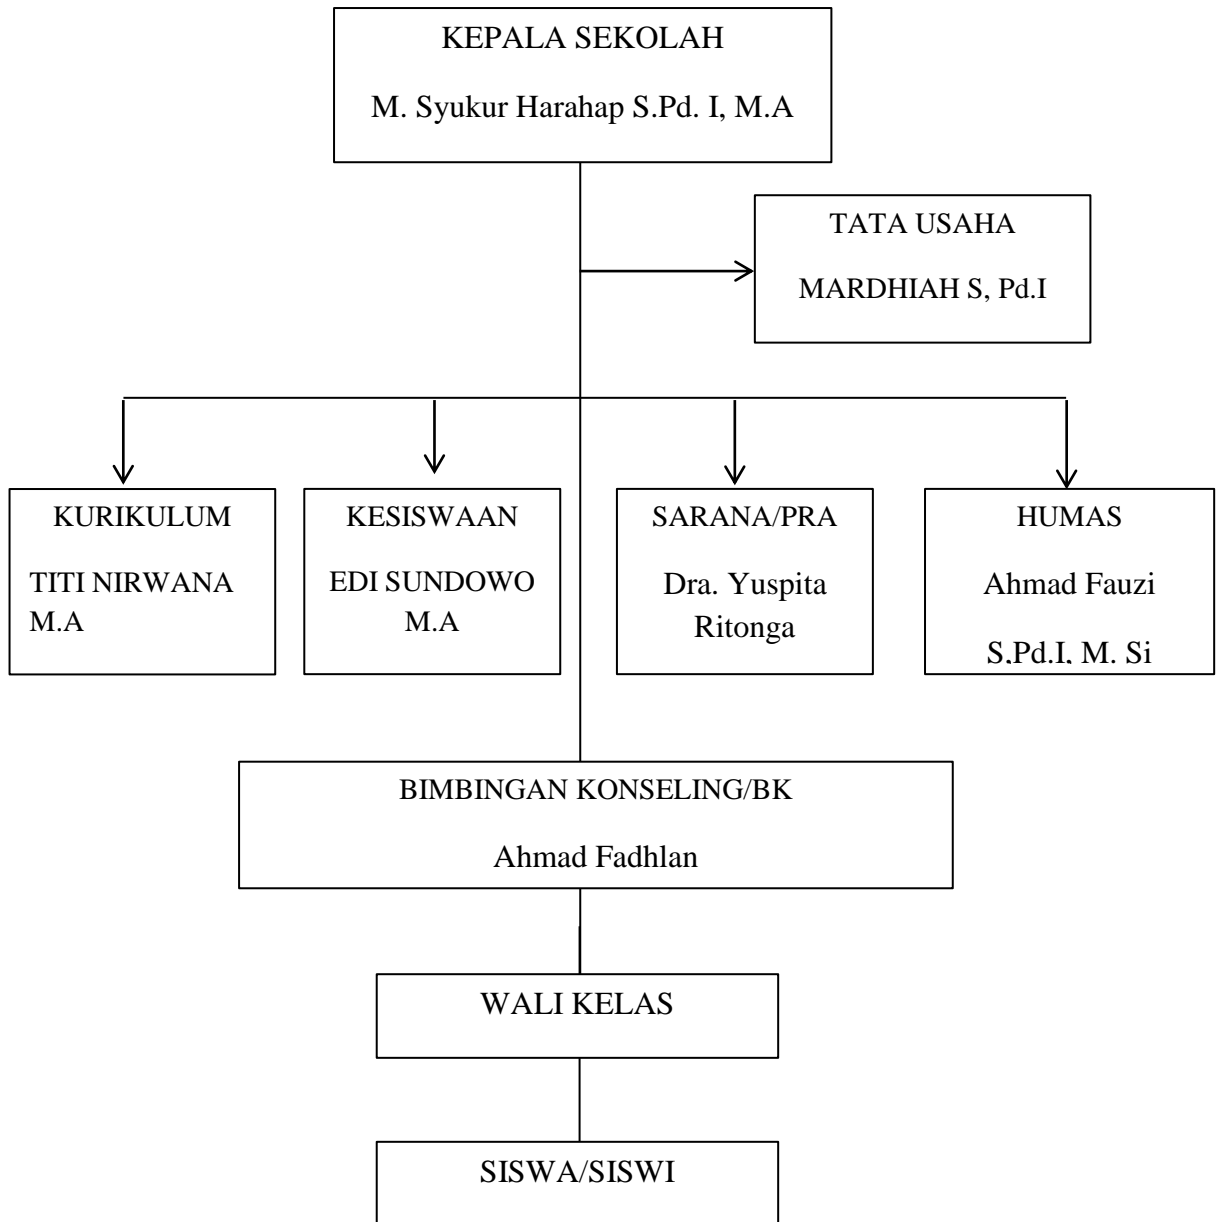 KEPALA SEKOLAH
M. Syukur Harahap S.Pd. I, M.A
TATA USAHA
MARDHIAH S, Pd.I
KURIKULUM
TITI NIRWANA
M.A
KESISWAAN
EDI SUNDOWO
M.A
SARANA/PRA
Dra. Yuspita
Ritonga
HUMAS
Ahmad Fauzi
S,Pd.I, M. Si
BIMBINGAN KONSELING/BK
Ahmad Fadhlan
WALI KELAS
SISWA/SISWI